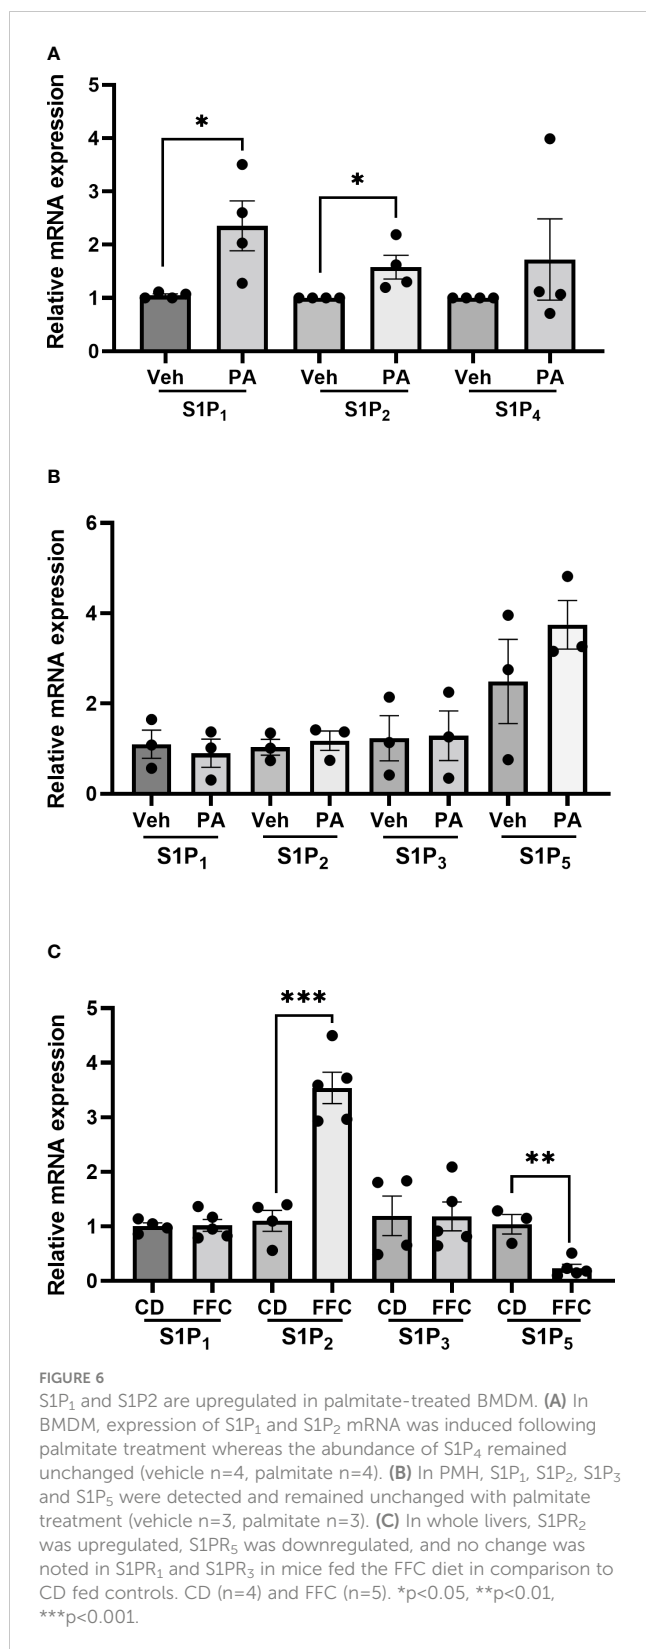 A
Relative mRNA expression
5
4
3
2
1
0
*
*
Veh PA Veh PA Veh PA
S1P₁ S1P₂ S1P₄
B
Relative mRNA expression
6
4
2
0
Veh PA Veh PA Veh PA Veh PA
S1P₁ S1P₂ S1P₃ S1P₅
C
Relative mRNA expression
5
4
3
2
1
0
***
**
CD FFC CD FFC CD FFC CD FFC
S1P₁ S1P₂ S1P₃ S1P₅
FIGURE 6
S1P₁ and S1P2 are upregulated in palmitate-treated BMDM. (A) In
BMDM, expression of S1P₁ and S1P₂ mRNA was induced following
palmitate treatment whereas the abundance of S1P₄ remained
unchanged (vehicle n=4, palmitate n=4). (B) In PMH, S1P₁, S1P₂, S1P₃
and S1P₅ were detected and remained unchanged with palmitate
treatment (vehicle n=3, palmitate n=3). (C) In whole livers, S1PR₂
was upregulated, S1PR₅ was downregulated, and no change was
noted in S1PR₁ and S1PR₃ in mice fed the FFC diet in comparison to
CD fed controls. CD (n=4) and FFC (n=5). *p<0.05, **p<0.01,
***p<0.001.